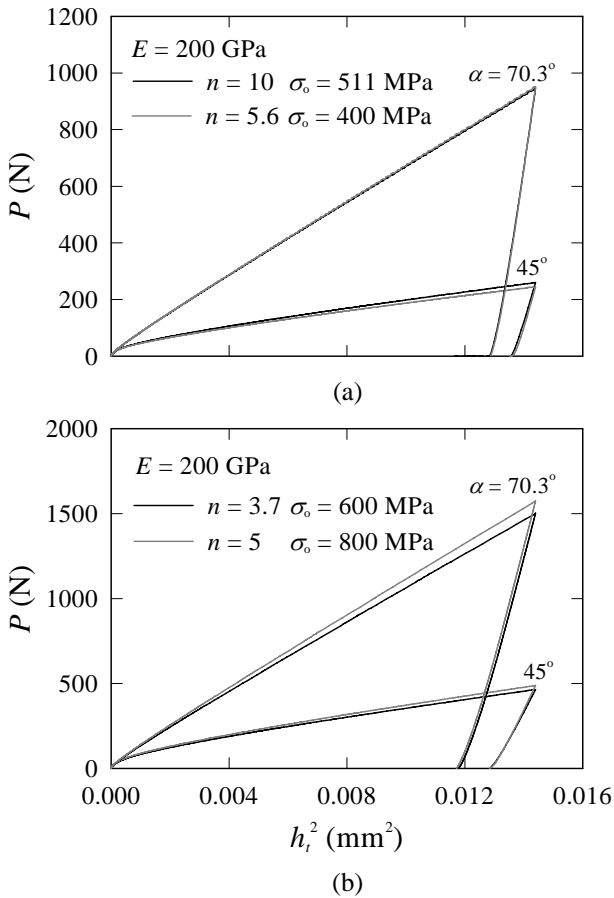 1200
E = 200 GPa
n = 10 σₒ = 511 MPa
n = 5.6 σₒ = 400 MPa
α = 70.3°
1000
800
600
400
200
0
45°
P (N)
(a)
2000
E = 200 GPa
n = 3.7 σₒ = 600 MPa
n = 5 σₒ = 800 MPa
α = 70.3°
1500
1000
500
0
45°
P (N)
0.000 0.004 0.008 0.012 0.016
hₜ² (mm²)
(b)